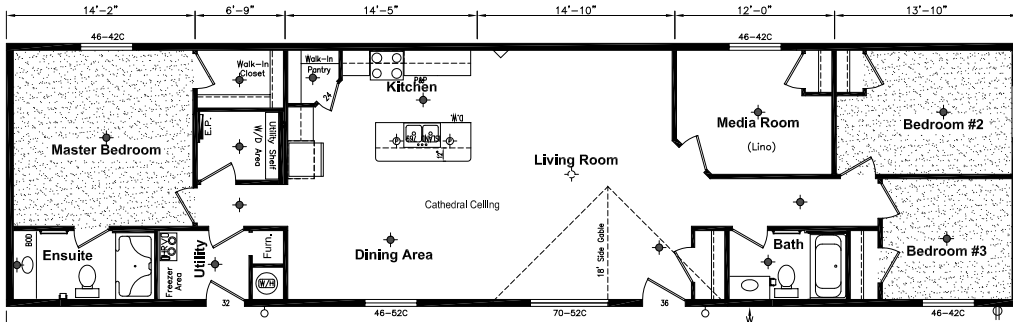 14'-2" 6'-9" 14'-5" 14'-10" 12'-0" 13'-10"
46-42C
46-42C
Walk-In
Closet
Walk-In
Pantry
24
P&P
Kitchen
E.P.
Utility Shelf
W/D Area
D.W.
Master Bedroom
Media Room
(Lino)
Bedroom #2
Living Room
Cathedral Ceiling
Dining Area
18' Side Gable
BOD
Ensuite
DRV
Freezer
Area
Utility
Furn.
W/H
Bath
Bedroom #3
32
46-52C
70-52C
36
46-42C
W